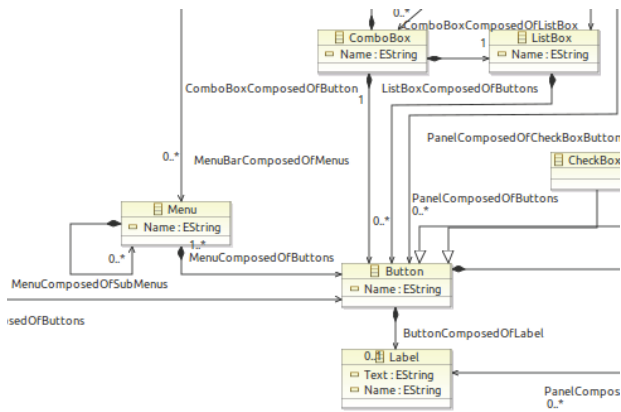 0..*
ComboBoxComposedOfListBox
ComboBox
Name : EString
1
ListBox
Name : EString
ComboBoxComposedOfButton
1
ListBoxComposedOfButtons
PanelComposedOfCheckBoxButton
0..*
MenuBarComposedOfMenus
CheckBox
PanelComposedOfButtons
0..*
Menu
Name : EString
0..*
1..*
0..*
MenuComposedOfButtons
MenuComposedOfSubMenus
Button
Name : EString
sedOfButtons
ButtonComposedOfLabel
0..1
Label
Text : EString
Name : EString
PanelCompos
0..*